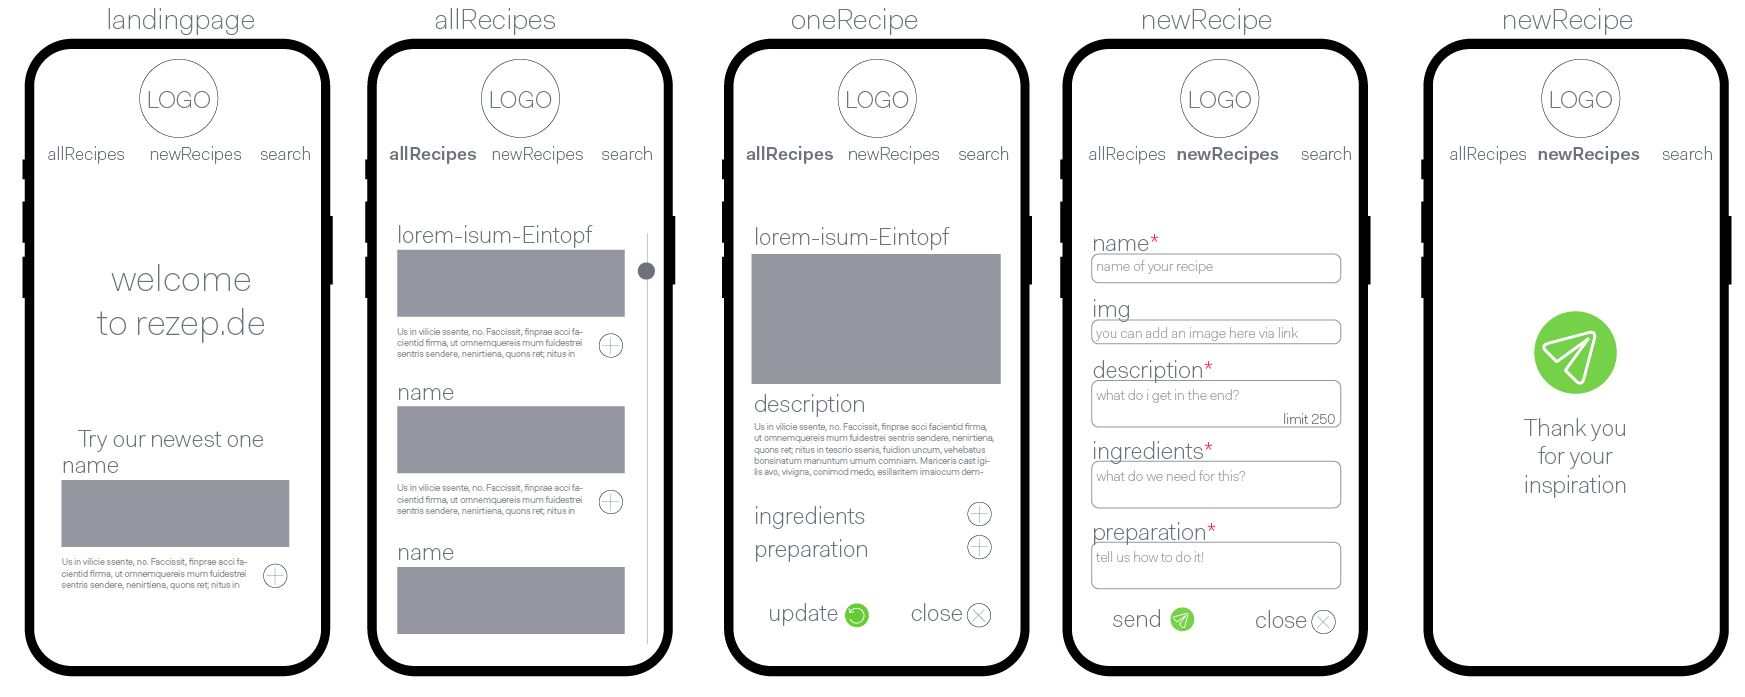 landingpage
LOGO
allRecipes newRecipes search
welcome
to rezep.de
Try our newest one
name
Us in vilicie ssente, no. Faccissit, finprae acci fa-
cientid firma, ut omnemquereis mum fuidestrei
sentris sendere, nenirtiena, quons ret; nitus in
allRecipes
LOGO
allRecipes newRecipes search
lorem-isum-Eintopf
Us in vilicie ssente, no. Faccissit, finprae acci fa-
cientid firma, ut omnemquereis mum fuidestrei
sentris sendere, nenirtiena, quons ret; nitus in
name
Us in vilicie ssente, no. Faccissit, finprae acci fa-
cientid firma, ut omnemquereis mum fuidestrei
sentris sendere, nenirtiena, quons ret; nitus in
name
oneRecipe
LOGO
allRecipes newRecipes search
lorem-isum-Eintopf
description
Us in vilicie ssente, no. Faccissit, finprae acci facientid firma,
ut omnemquereis mum fuidestrei sentris sendere, nenirtiena,
quons ret; nitus in tescrio ssenis, fuidion uncum, vehebatus
bonsinatum manuntum urnum comniam. Mariceris cast igi-
lis avo, vivigna, conimod medo, esillaritem imaiocum dem-
ingredients
preparation
update close
newRecipe
LOGO
allRecipes newRecipes search
name*
name of your recipe
img
you can add an image here via link
description*
what do i get in the end?
limit 250
ingredients*
what do we need for this?
preparation*
tell us how to do it!
send close
newRecipe
LOGO
allRecipes newRecipes search
Thank you
for your
inspiration